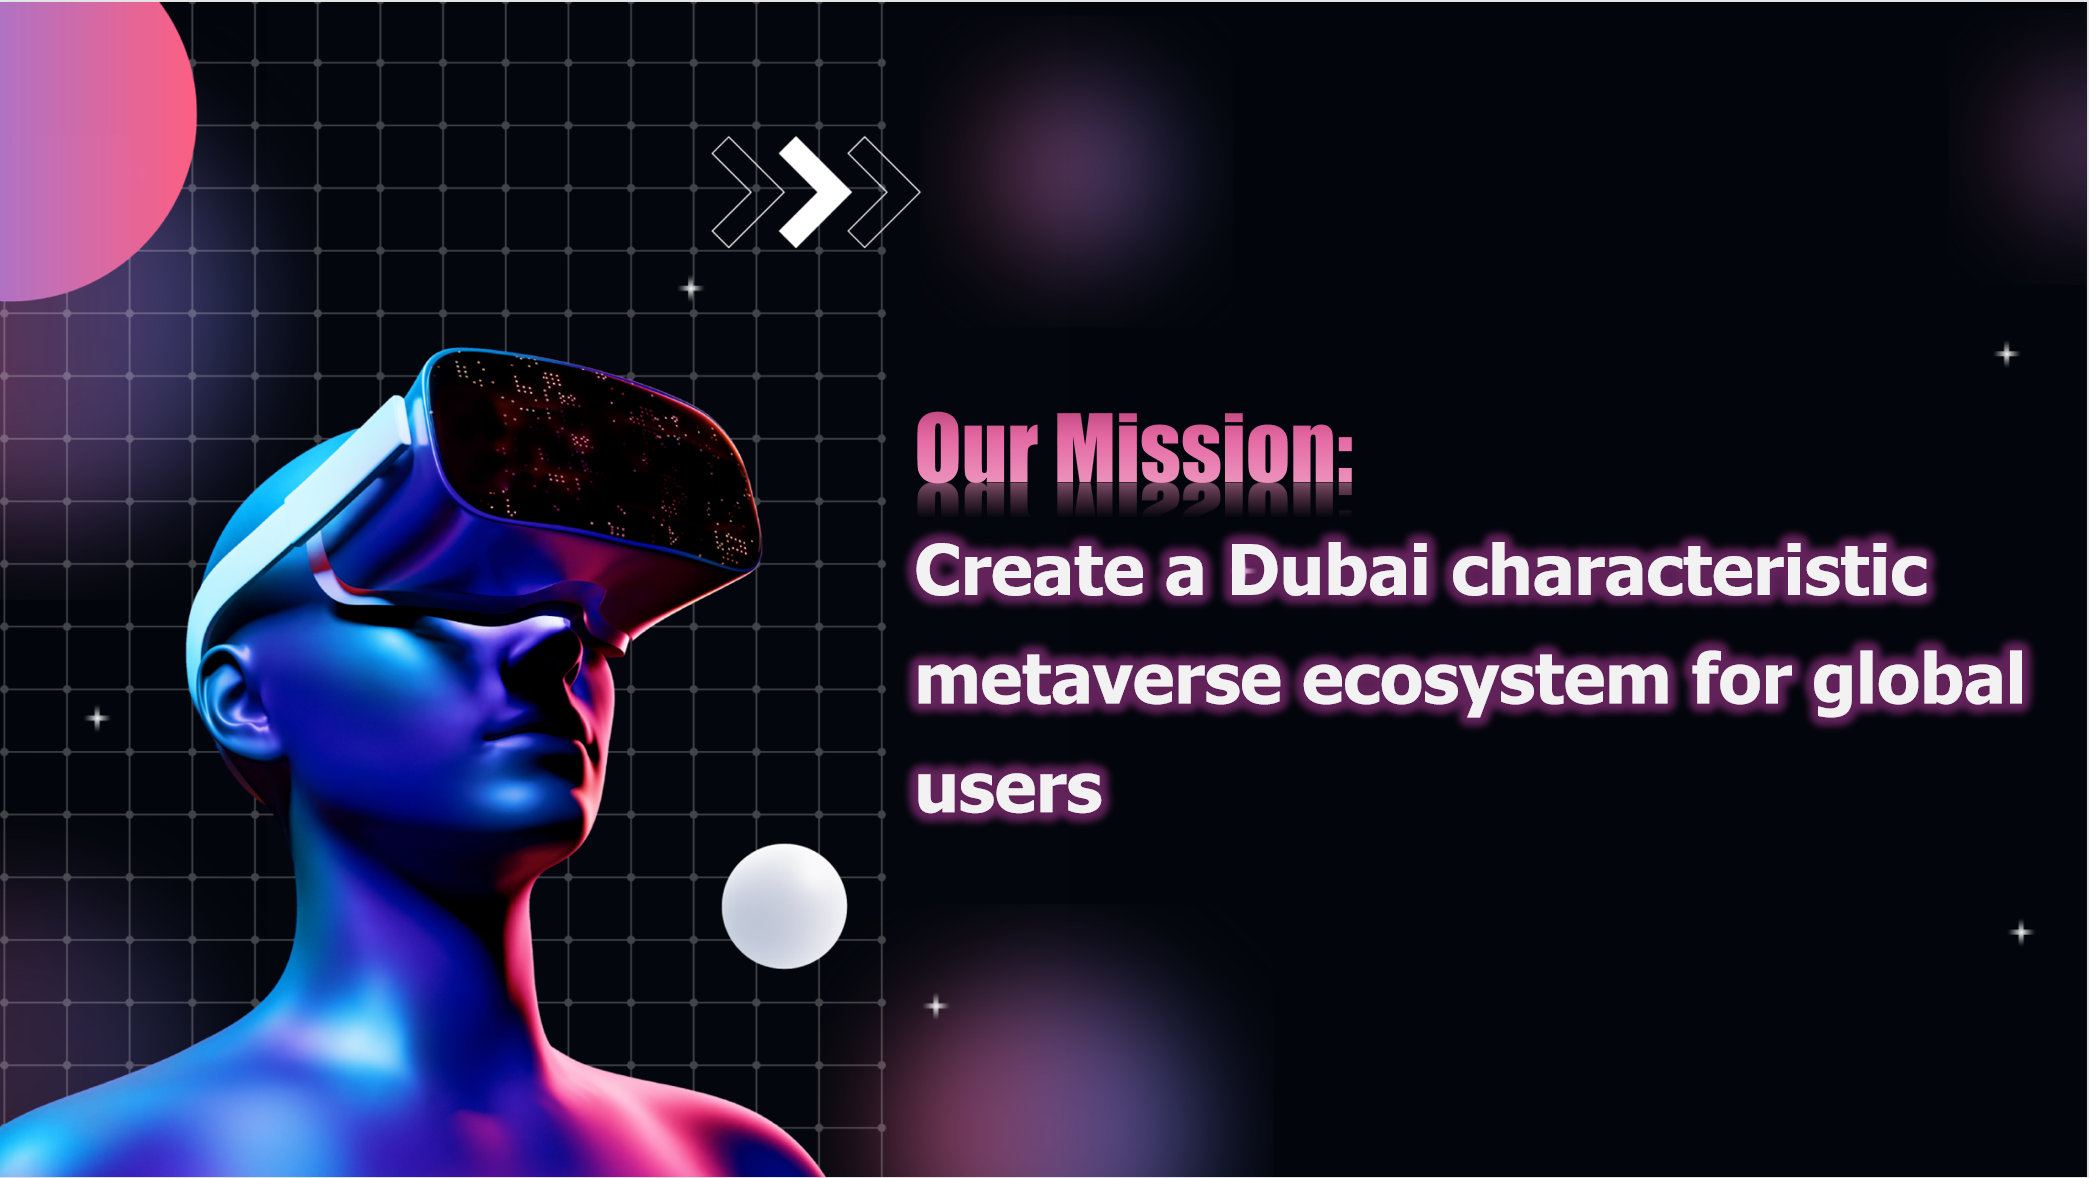 Our Mission:
Create a Dubai characteristic
metaverse ecosystem for global
users